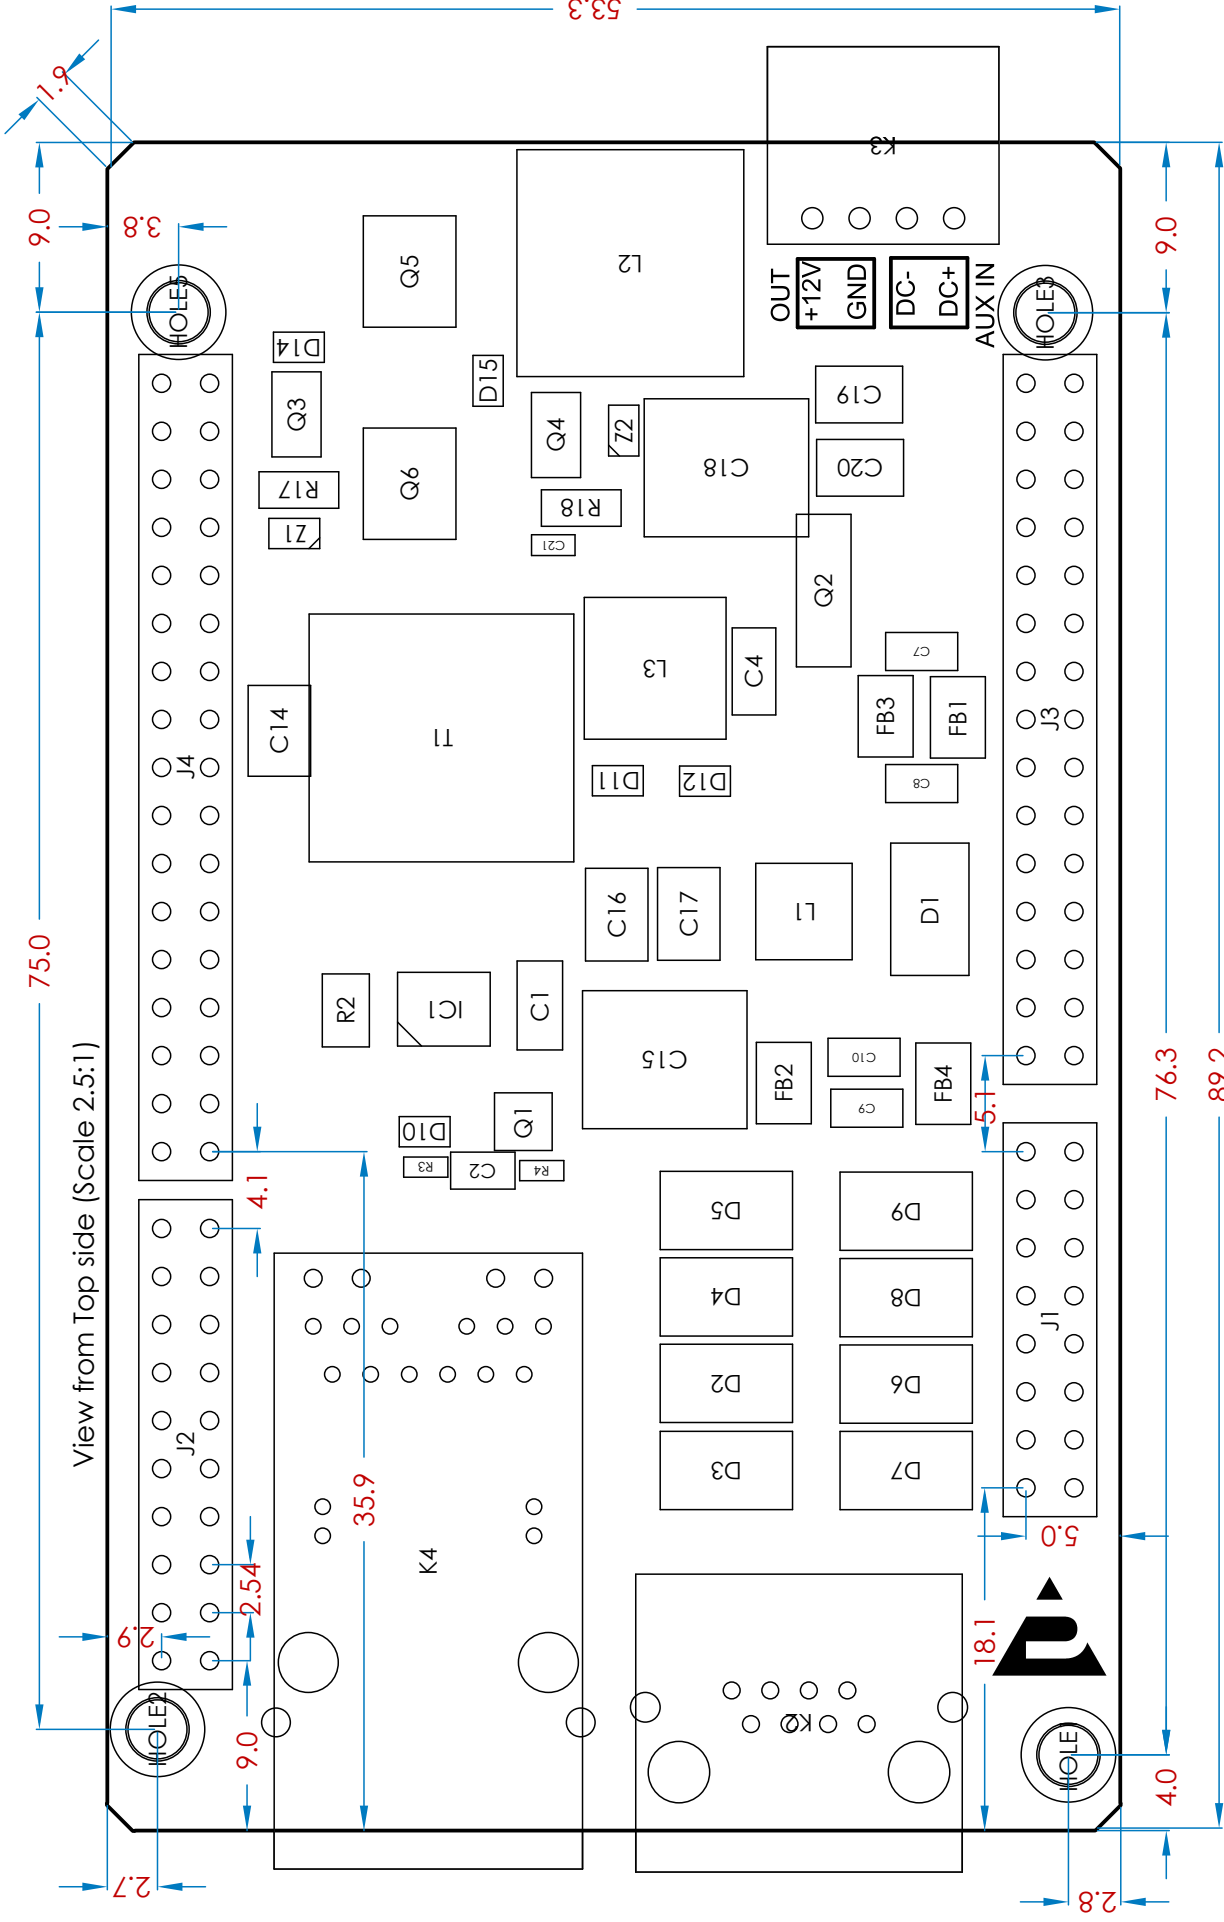 53.3
1.9
9.0
3.8
K3
9.0
Q5
L2
OUT
+12V
GND
DC-
DC+
AUX IN
HOLE5
HOLE3
D14
D15
Q3
Q4
Z2
C19
Q6
C18
C20
R17
R18
Z1
C21
Q2
L3
C4
C7
C14
T1
FB3
FB1
J3
J4
D11
D12
C8
75.0
C16
C17
L1
D1
R2
IC1
C1
C15
View from Top side (Scale 2.5:1)
FB2
C10
FB4
C9
5.1
76.3
89.2
D10
Q1
R3
C2
R4
4.1
D5
D9
D4
D8
J1
D2
D6
J2
D3
D7
35.9
K4
2.54
5.0
2.9
18.1
HOLE2
K2
9.0
HOLE
4.0
2.7
2.8